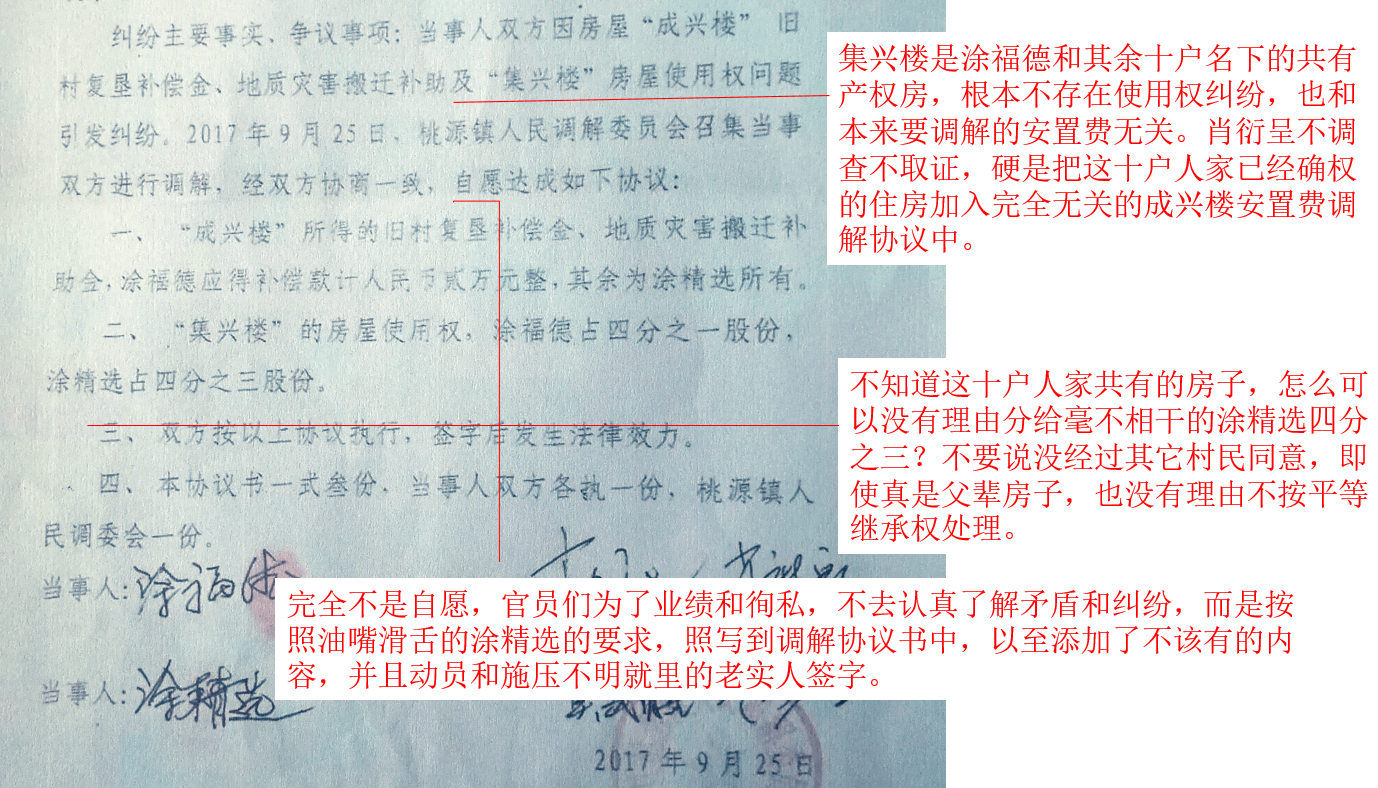 纠纷主要事实、争议事项：当事人双方因房屋“成兴楼” 旧
村复垦补偿金、地质灾害搬迁补助及“集兴楼”房屋使用权问题
引发纠纷。2017年9月25日、桃源镇人民调解委员会召集当事
双方进行调解，经双方协商一致，自愿达成如下协议：
一、 “成兴楼”所得的旧村复垦补偿金、地质灾害搬迁补
助金,涂福德应得补偿款计人民币贰万元整,其余为涂精选所有。
二、 “集兴楼”的房屋使用权，涂福德占四分之一股份，
涂精选占四分之三股份。
三、 双方按以上协议执行，签字后发生法律效力。
四、 本协议书一式叁份、当事人双方各执一份，桃源镇人
民调委会一份。
当事人:涂福德
当事人:涂精选
2017年9月25日
集兴楼是涂福德和其余十户名下的共有
产权房，根本不存在使用权纠纷，也和
本来要调解的安置费无关。肖衍呈不调
查不取证，硬是把这十户人家已经确权
的住房加入完全无关的成兴楼安置费调
解协议中。
不知道这十户人家共有的房子，怎么可
以没有理由分给毫不相干的涂精选四分
之三？不要说没经过其它村民同意，即
使真是父辈房子，也没有理由不按平等
继承权处理。
完全不是自愿，官员们为了业绩和徇私，不去认真了解矛盾和纠纷，而是按
照油嘴滑舌的涂精选的要求，照写到调解协议书中，以至添加了不该有的内
容，并且动员和施压不明就里的老实人签字。